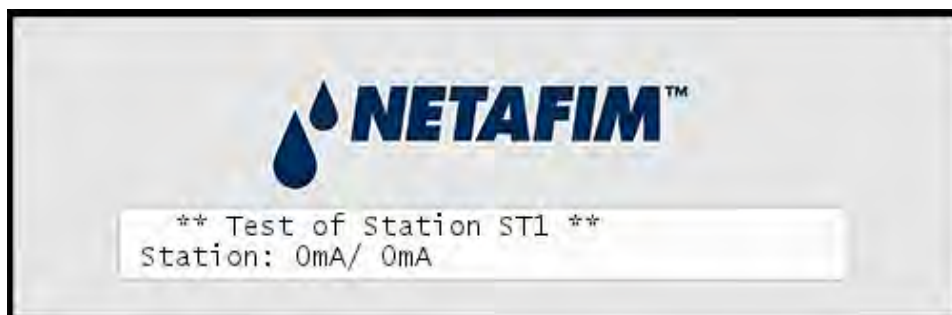 NETAFIM™
** Test of Station ST1 **
Station: 0mA/ 0mA